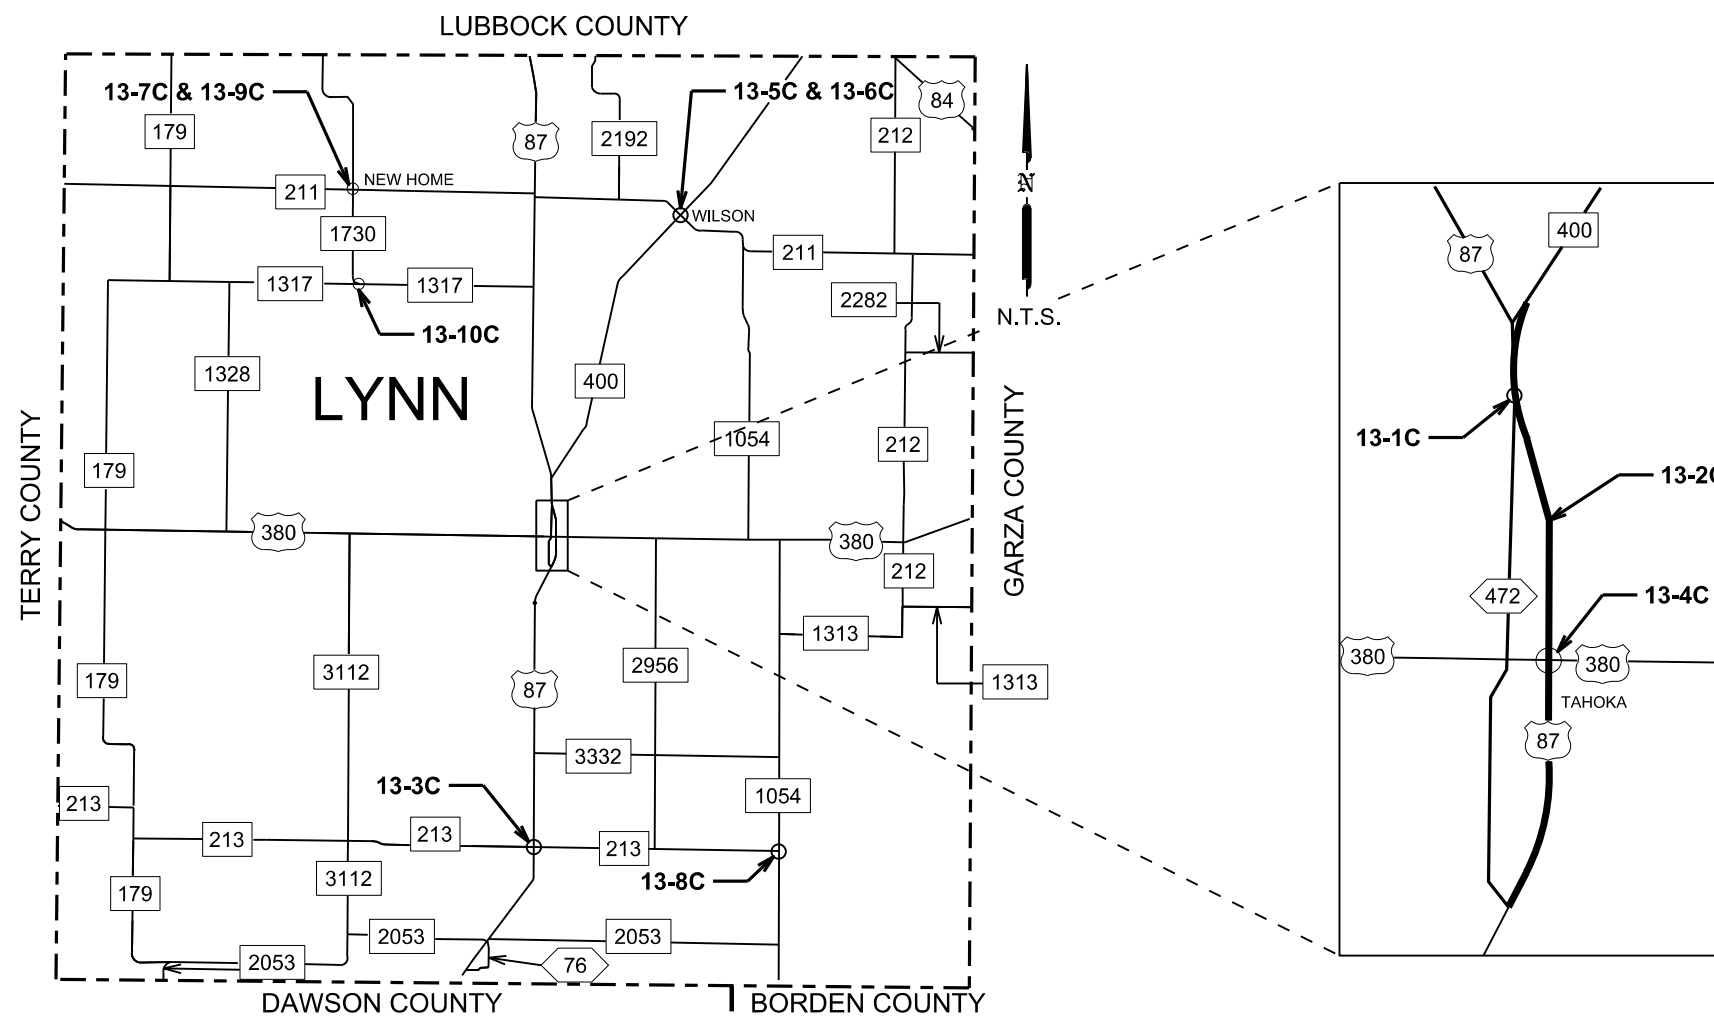 LUBBOCK COUNTY
13-7C & 13-9C
13-5C & 13-6C
84
179
87
2192
212
NEW HOME
211
WILSON
N
400
1730
211
87
1317
1317
2282
N.T.S.
13-10C
1328
400
LYNN
1054
212
13-1C
179
TERRY COUNTY
GARZA COUNTY
13-2C
380
380
212
472
13-4C
1313
380
380
179
3112
87
2956
1313
TAHOKA
87
3332
13-3C
213
1054
213
213
213
13-8C
179
3112
2053
2053
2053
76
DAWSON COUNTY
BORDEN COUNTY